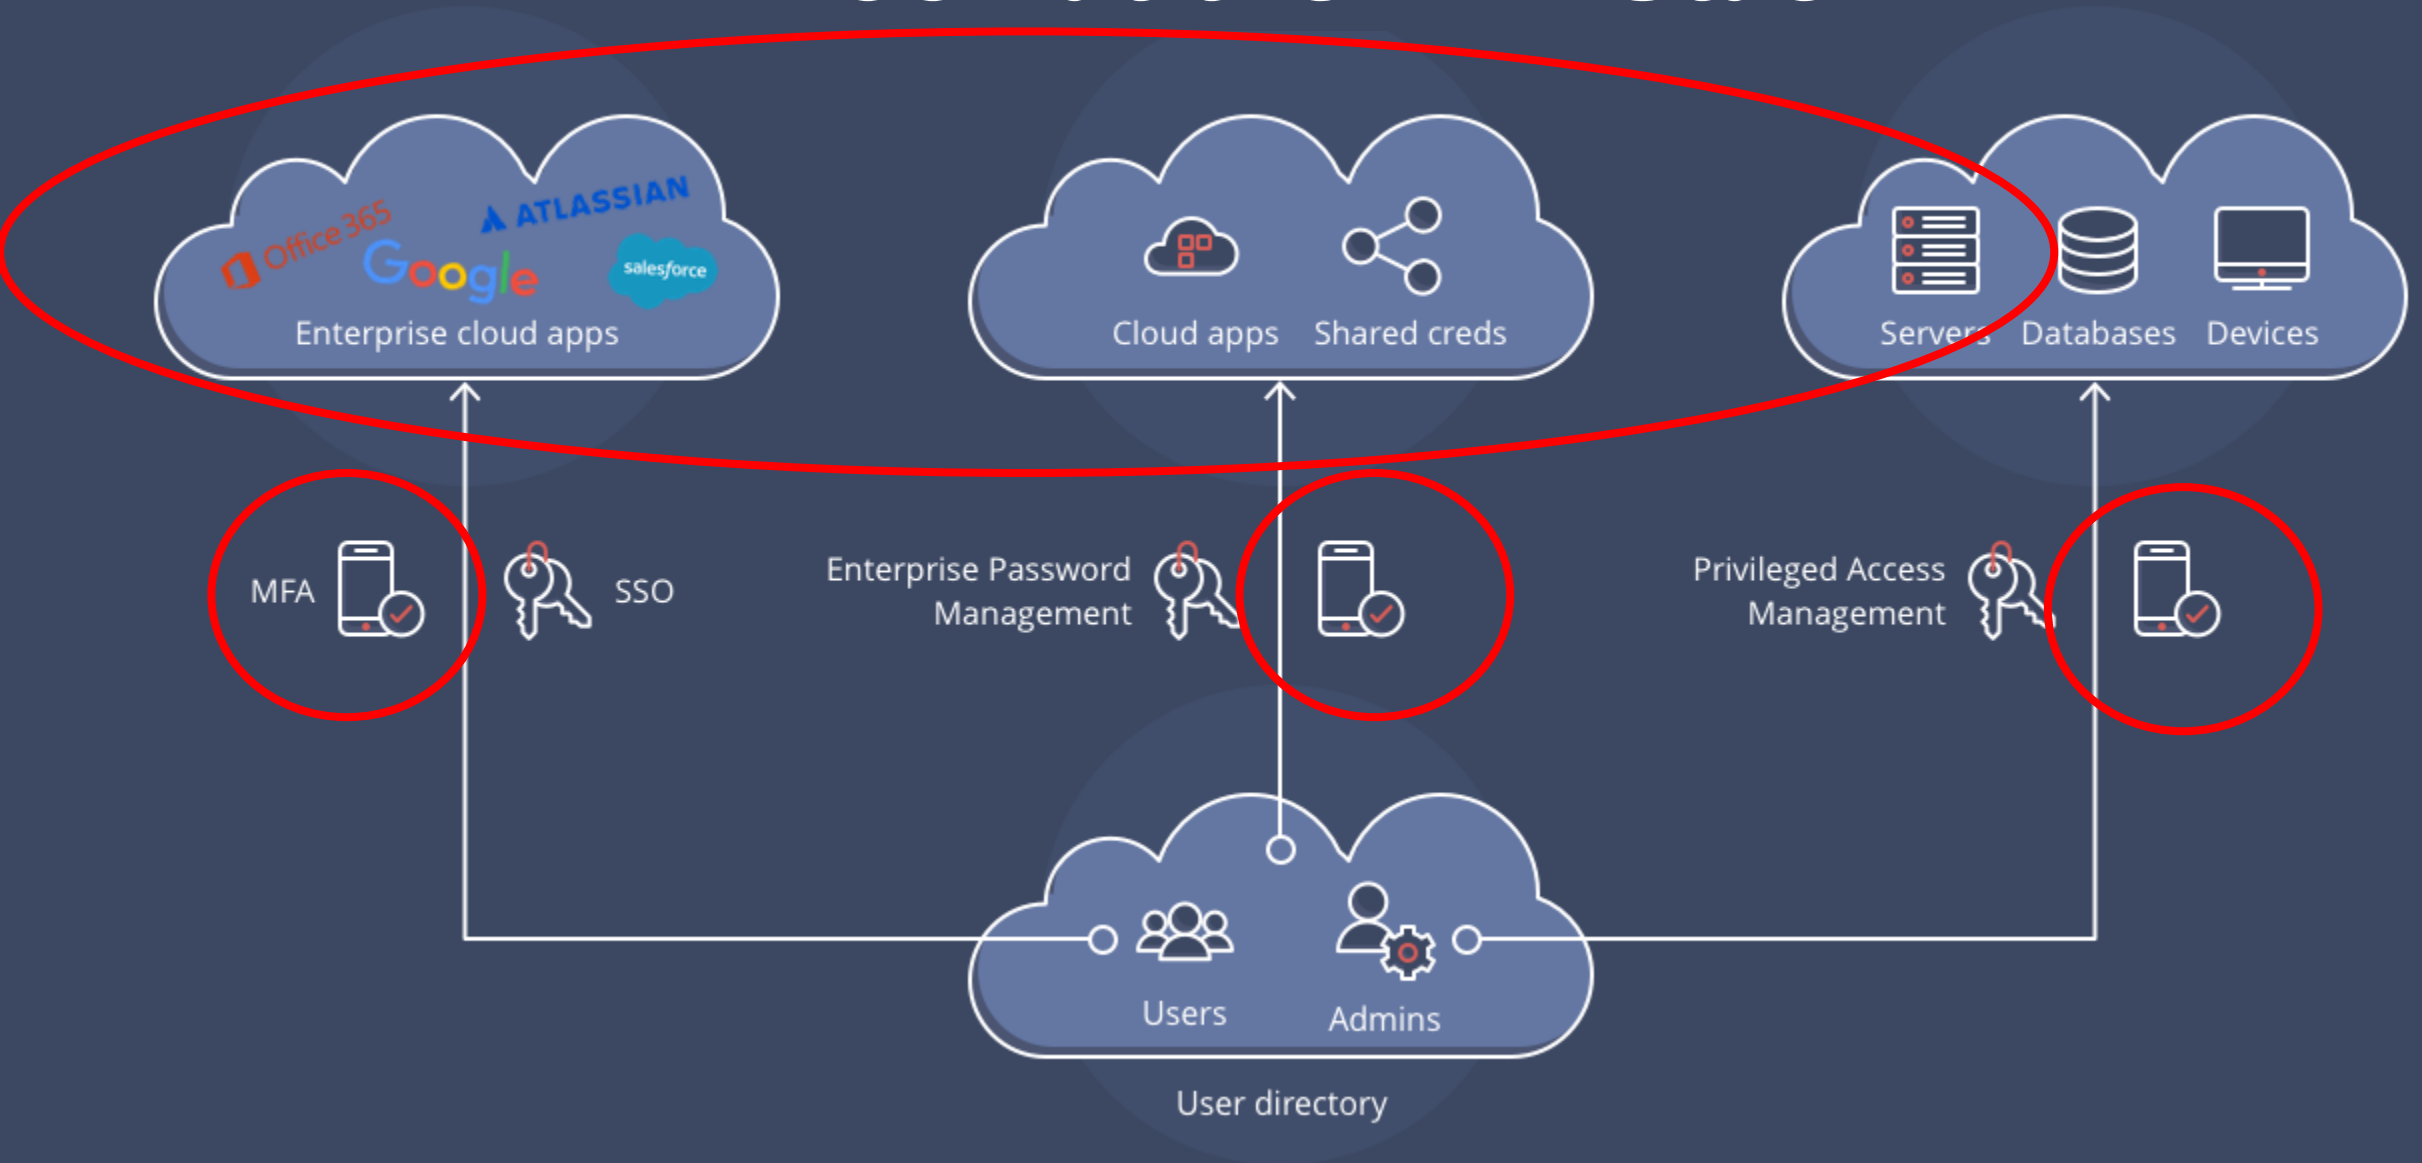 Office 365
ATLASSIAN
Google
salesforce
Enterprise cloud apps
Cloud apps
Shared creds
Servers
Databases
Devices
MFA
SSO
Enterprise Password
Management
Privileged Access
Management
Users
Admins
User directory